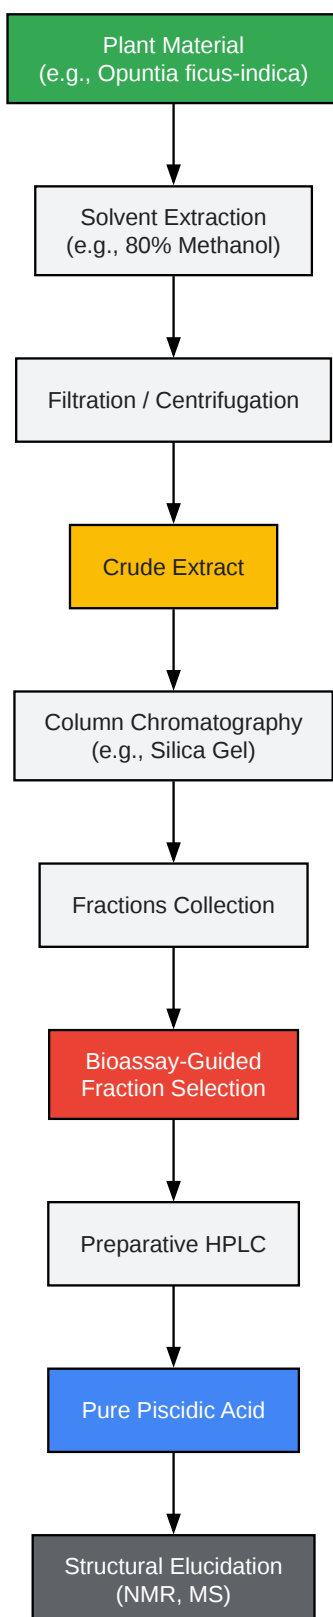 Plant Material
(e.g., Opuntia ficus-indica)
Solvent Extraction
(e.g., 80% Methanol)
Filtration / Centrifugation
Crude Extract
Column Chromatography
(e.g., Silica Gel)
Fractions Collection
Bioassay-Guided
Fraction Selection
Preparative HPLC
Pure Piscidic Acid
Structural Elucidation
(NMR, MS)